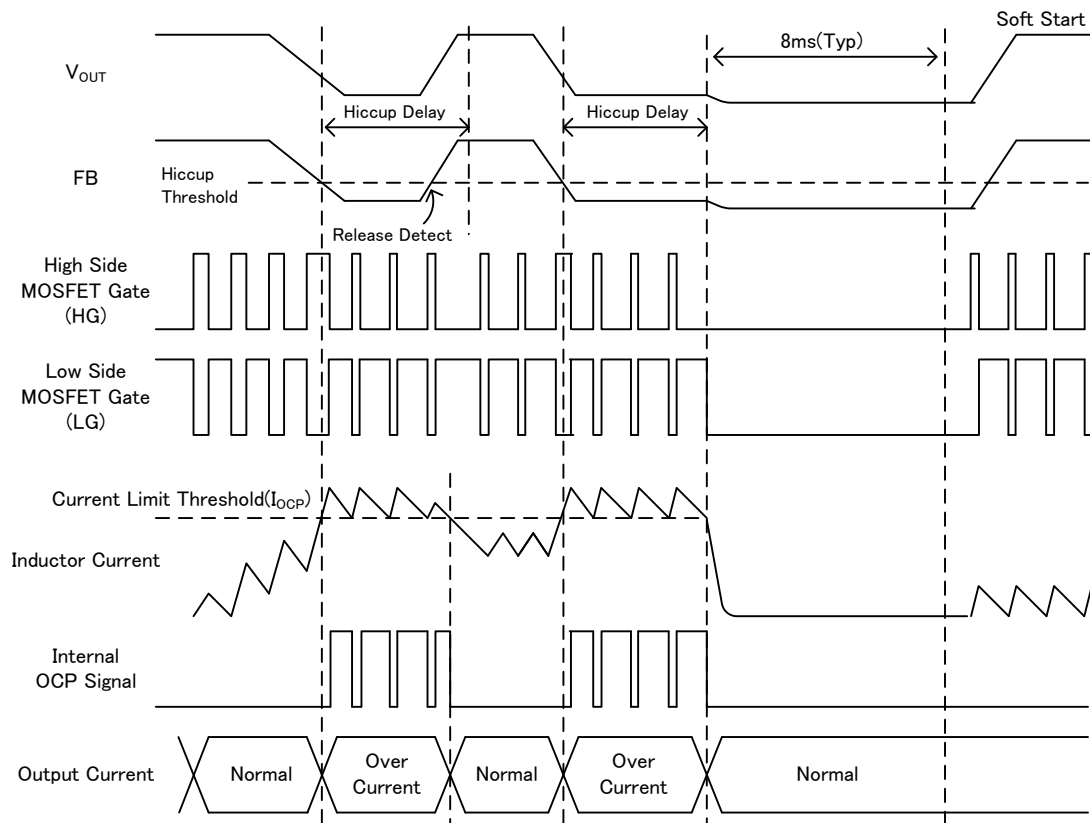 Soft Start
8ms(Typ)
VOUT
Hiccup Delay
Hiccup Delay
FB
Hiccup
Threshold
Release Detect
High Side
MOSFET Gate
(HG)
Low Side
MOSFET Gate
(LG)
Current Limit Threshold(IOCP)
Inductor Current
Internal
OCP Signal
Output Current
Normal
Over
Current
Normal
Over
Current
Normal